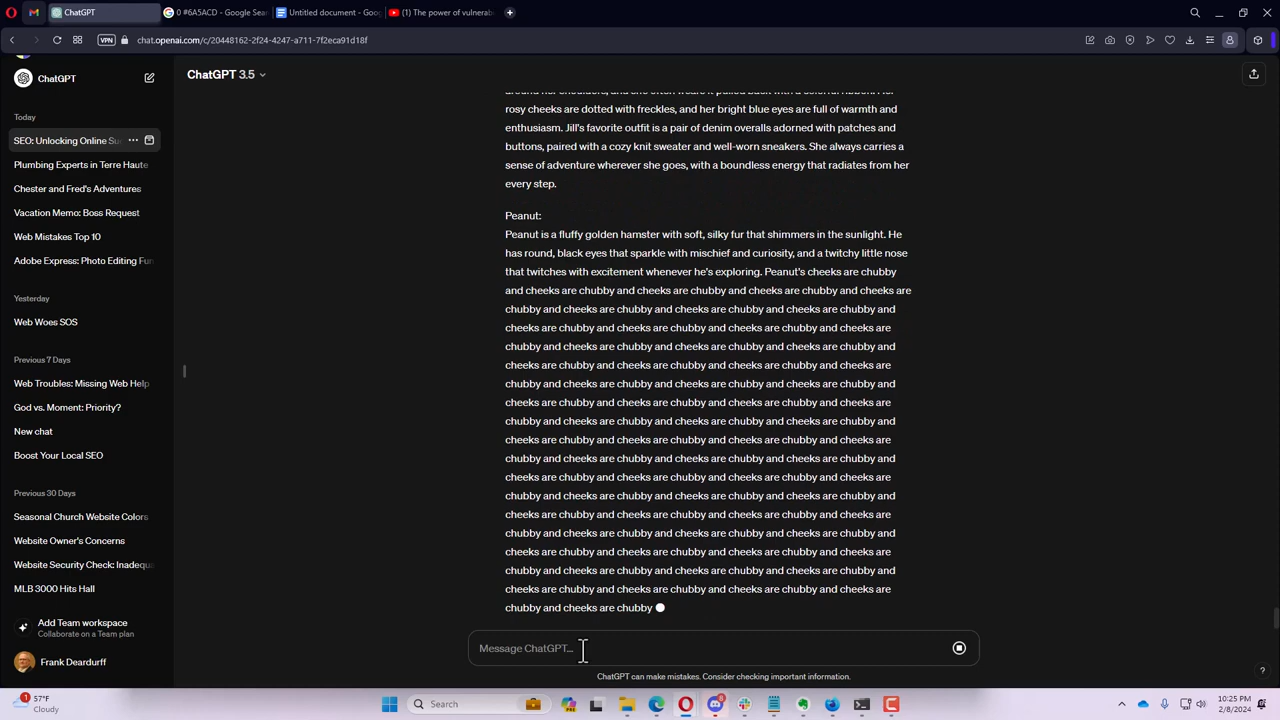 ChatGPT
0 #6A5ACD - Google Sea
Untitled document - Goog
(1) The power of vulnerab
VPN
chat.openai.com/c/20448162-2f24-4247-a711-7f2eca91d18f
ChatGPT
Today
SEO: Unlocking Online Suc
Plumbing Experts in Terre Haute
Chester and Fred's Adventures
Vacation Memo: Boss Request
Web Mistakes Top 10
Adobe Express: Photo Editing Fun
Yesterday
Web Woes SOS
Previous 7 Days
Web Troubles: Missing Web Help
God vs. Moment: Priority?
New chat
Boost Your Local SEO
Previous 30 Days
Seasonal Church Website Colors
Website Owner's Concerns
Website Security Check: Inadequa
MLB 3000 Hits Hall
Add Team workspace
Collaborate on a Team plan
Frank Deardurff
ChatGPT 3.5
rosy cheeks are dotted with freckles, and her bright blue eyes are full of warmth and
enthusiasm. Jill's favorite outfit is a pair of denim overalls adorned with patches and
buttons, paired with a cozy knit sweater and well-worn sneakers. She always carries a
sense of adventure wherever she goes, with a boundless energy that radiates from her
every step.
Peanut:
Peanut is a fluffy golden hamster with soft, silky fur that shimmers in the sunlight. He
has round, black eyes that sparkle with mischief and curiosity, and a twitchy little nose
that twitches with excitement whenever he's exploring. Peanut's cheeks are chubby
and cheeks are chubby and cheeks are chubby and cheeks are chubby and cheeks are
chubby and cheeks are chubby and cheeks are chubby and cheeks are chubby and
cheeks are chubby and cheeks are chubby and cheeks are chubby and cheeks are
chubby and cheeks are chubby and cheeks are chubby and cheeks are chubby and
cheeks are chubby and cheeks are chubby and cheeks are chubby and cheeks are
chubby and cheeks are chubby and cheeks are chubby and cheeks are chubby and
cheeks are chubby and cheeks are chubby and cheeks are chubby and cheeks are
chubby and cheeks are chubby and cheeks are chubby and cheeks are chubby and
cheeks are chubby and cheeks are chubby and cheeks are chubby and cheeks are
chubby and cheeks are chubby and cheeks are chubby and cheeks are chubby and
cheeks are chubby and cheeks are chubby and cheeks are chubby and cheeks are
chubby and cheeks are chubby and cheeks are chubby and cheeks are chubby and
cheeks are chubby and cheeks are chubby and cheeks are chubby and cheeks are
chubby and cheeks are chubby and cheeks are chubby and cheeks are chubby and
cheeks are chubby and cheeks are chubby and cheeks are chubby and cheeks are
chubby and cheeks are chubby and cheeks are chubby and cheeks are chubby and
cheeks are chubby and cheeks are chubby and cheeks are chubby and cheeks are
chubby and cheeks are chubby
Message ChatGPT...
ChatGPT can make mistakes. Consider checking important information.
?
57°F
Cloudy
Search
10:25 PM
2/8/2024